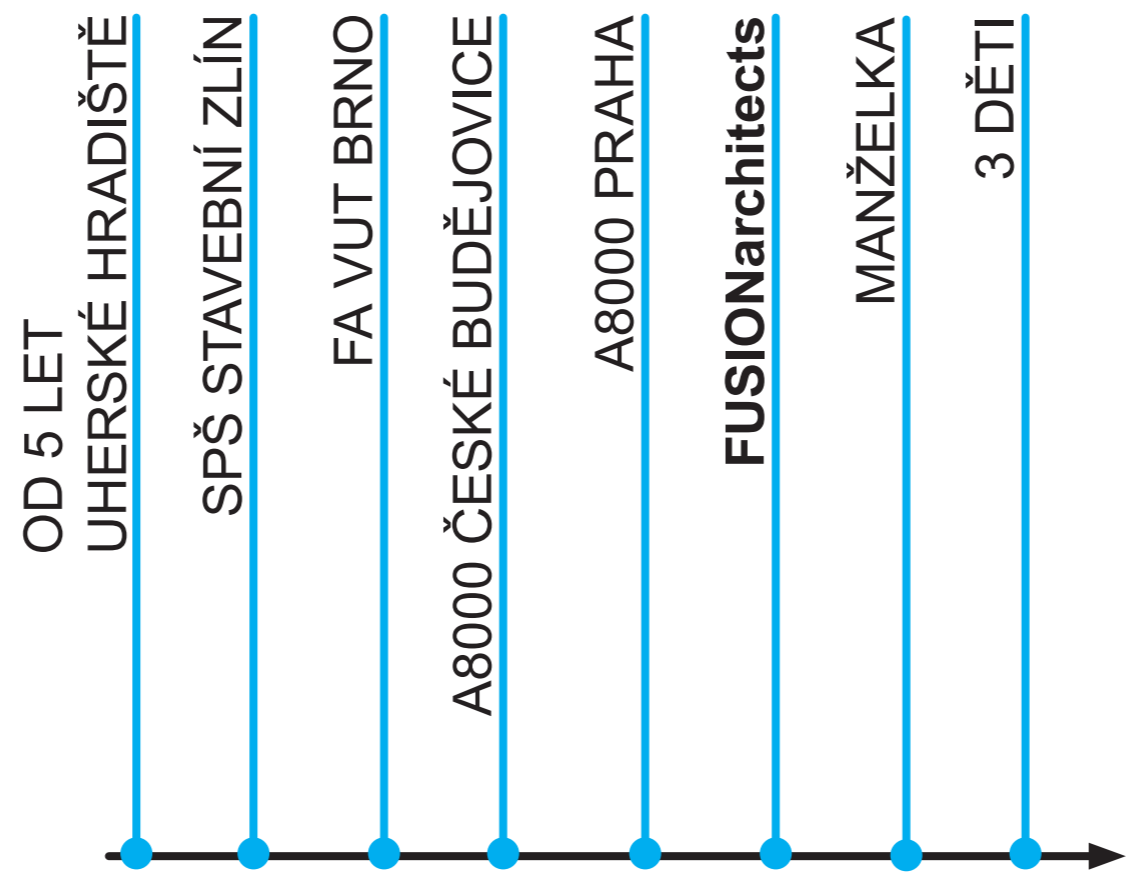 OD 5 LET
UHERSKÉ HRADIŠTĚ
SPŠ STAVEBNÍ ZLÍN
FA VUT BRNO
A8000 ČESKÉ BUDĚJOVICE
A8000 PRAHA
FUSIONarchitects
MANŽELKA
3 DĚTI